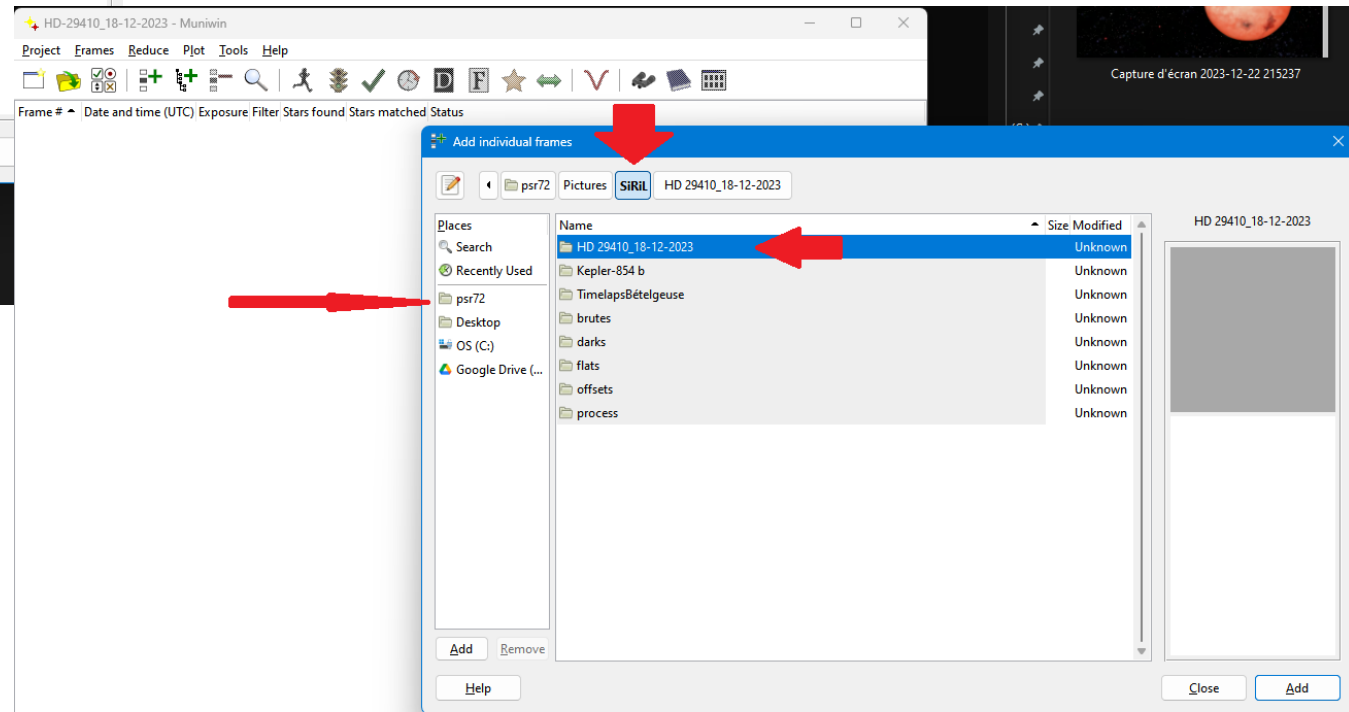 HD-29410_18-12-2023 - Muniwin
Project Frames Reduce Plot Tools Help
Capture d'écran 2023-12-22 215237
Frame # Date and time (UTC) Exposure Filter Stars found Stars matched Status
Add individual frames
psr72 Pictures SiRiL HD 29410_18-12-2023
Places Name Size Modified HD 29410_18-12-2023
Search HD 29410_18-12-2023 Unknown
Recently Used Kepler-854 b Unknown
psr72 TimelapsBételgeuse Unknown
Desktop brutes Unknown
OS (C:) darks Unknown
Google Drive (... flats Unknown
offsets Unknown
process Unknown
Add Remove
Help Close Add